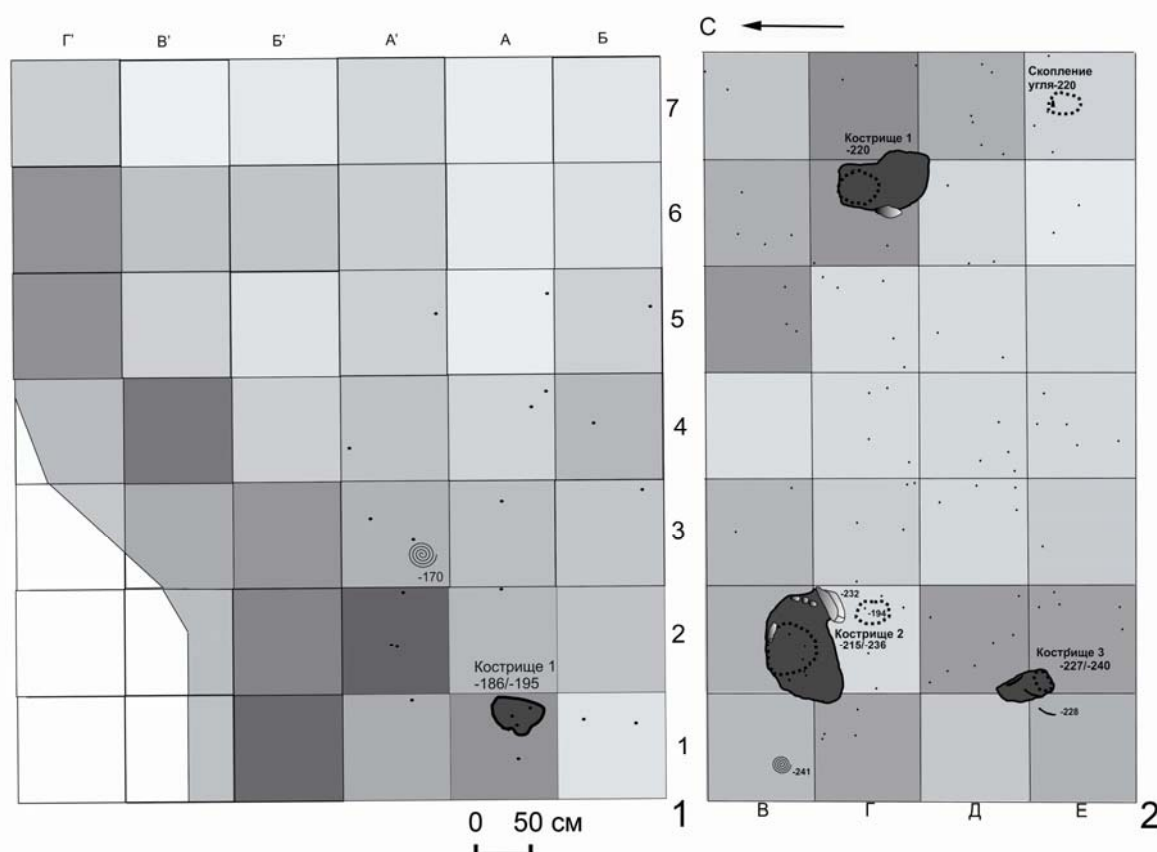 Г' В' Б' А' А Б
С
7
6
5
4
3
2
1
-170
Кострище 1
-186/-195
0 50 см
1
Скопление
угля-220
Кострище 1
-220
-232
-194
Кострище 2
-215/-236
Кострище 3
-227/-240
-228
-241
В Г Д Е
2